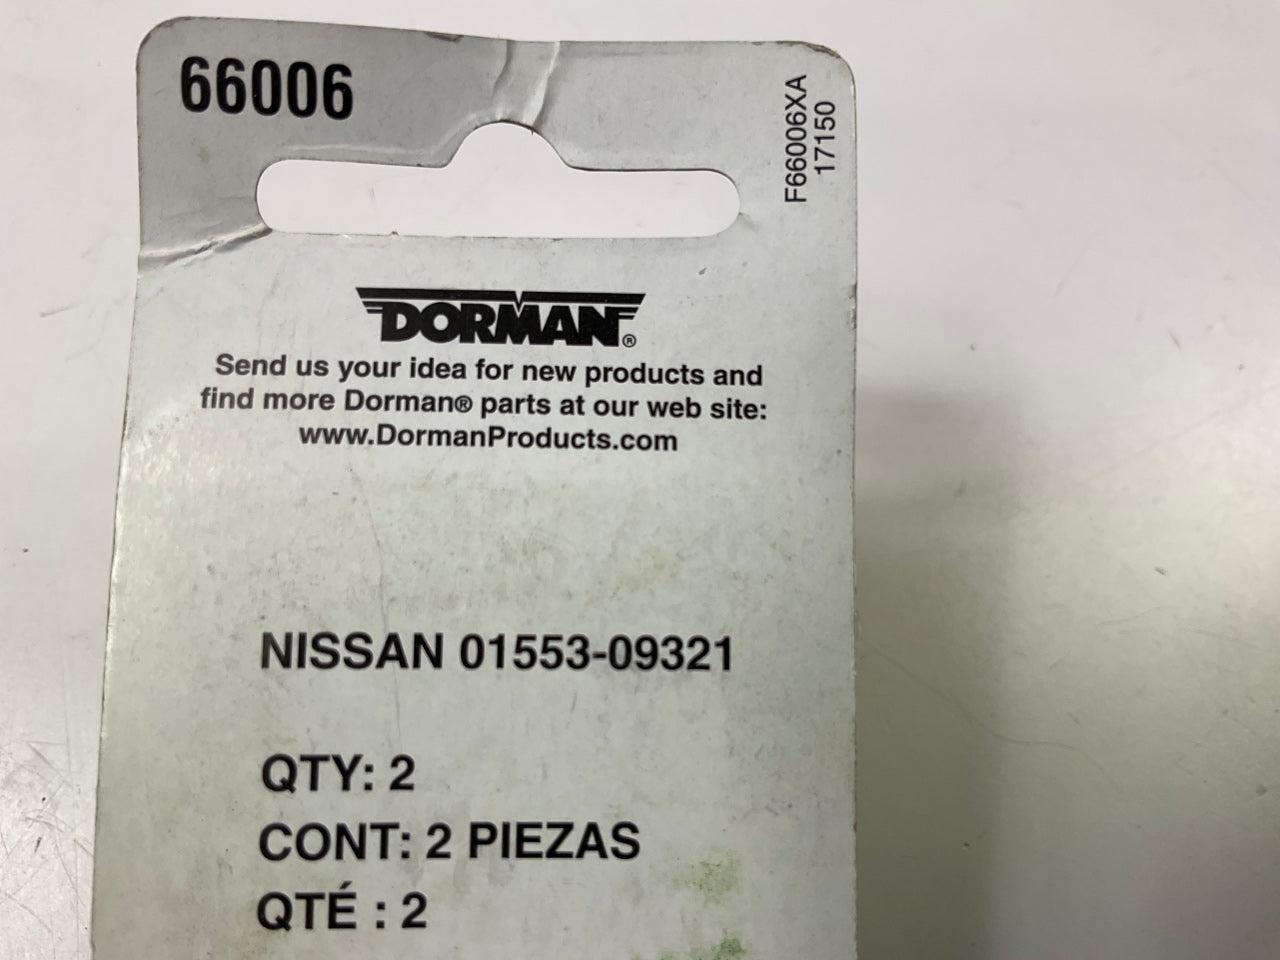 66006
F66006XA
17150
DORMAN®
Send us your idea for new products and
find more Dorman® parts at our web site:
www.DormanProducts.com
NISSAN 01553-09321
QTY: 2
CONT: 2 PIEZAS
QTÉ : 2